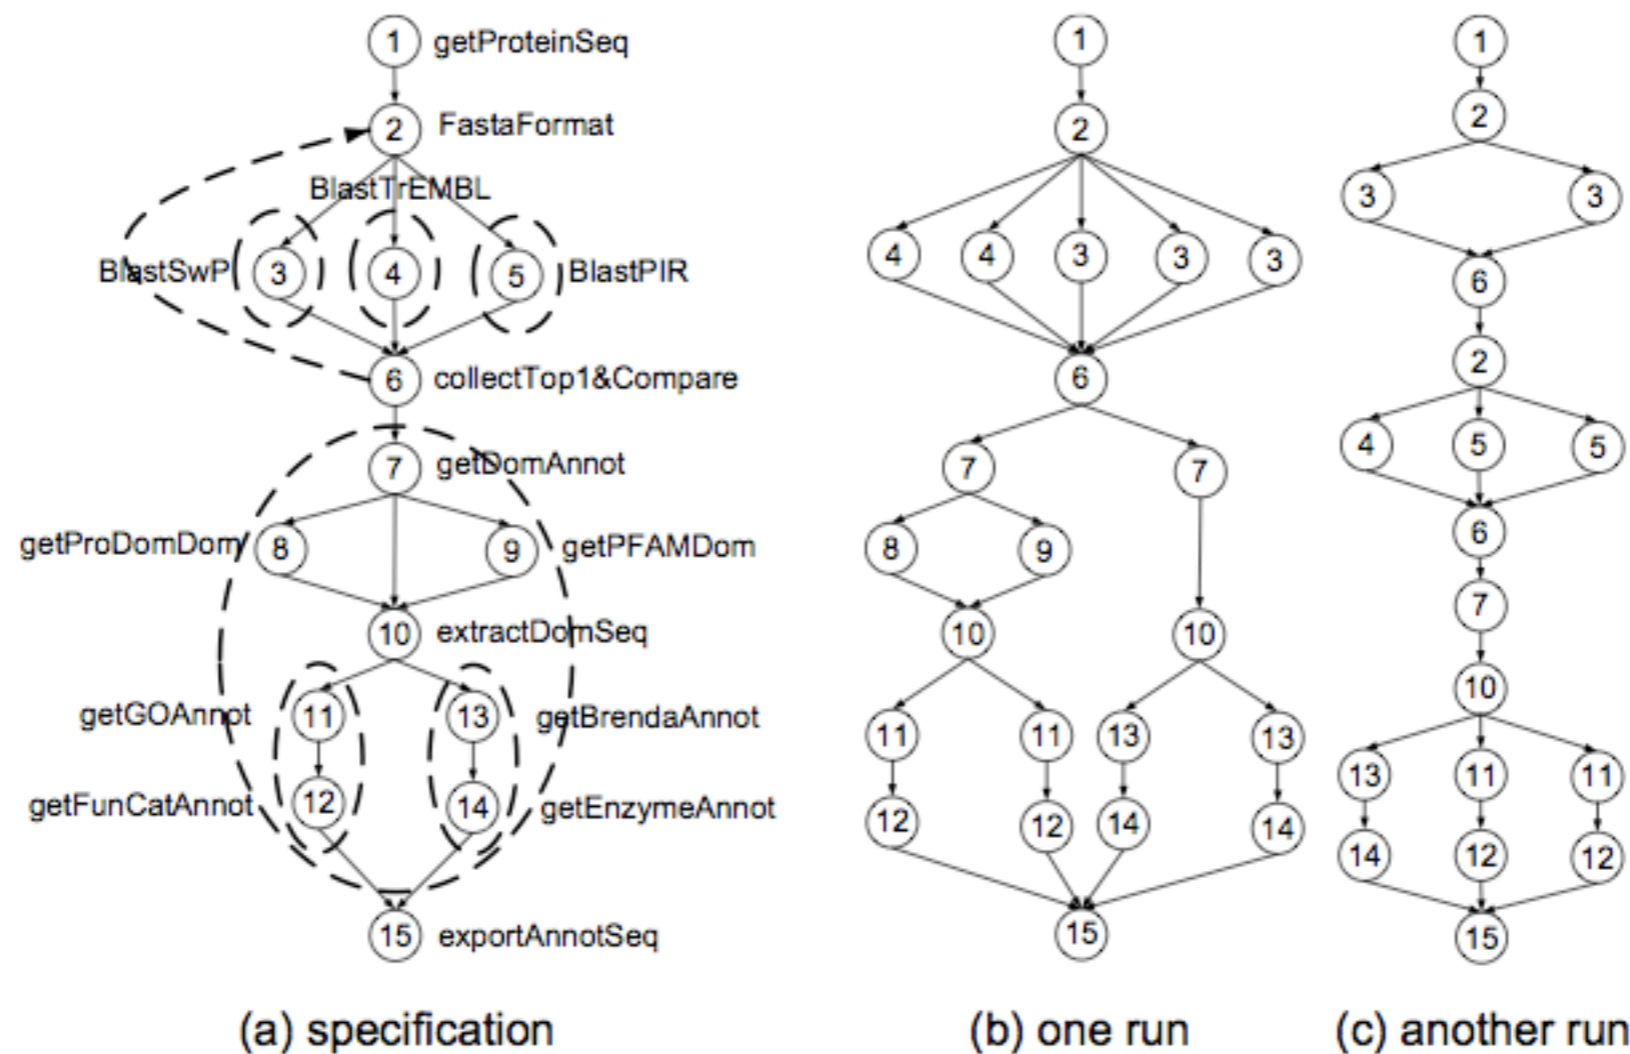 1 getProteinSeq
2 FastaFormat
BlastTrEMBL
BlastSwP 3 4 5 BlastPIR
6 collectTop1&Compare
7 getDomAnnot
getProDomDom 8 9 getPFAMDom
10 extractDomSeq
getGOAnnot 11 13 getBrendaAnnot
getFunCatAnnot 12 14 getEnzymeAnnot
15 exportAnnotSeq
(a) specification
1
2
4 4 3 3 3
6
7 7
8 9
10 10
11 11 13 13
12 12 14 14
15
(b) one run
1
2
3 3
6
2
4 5 5
6
7
10
13 11 11
14 12 12
15
(c) another run